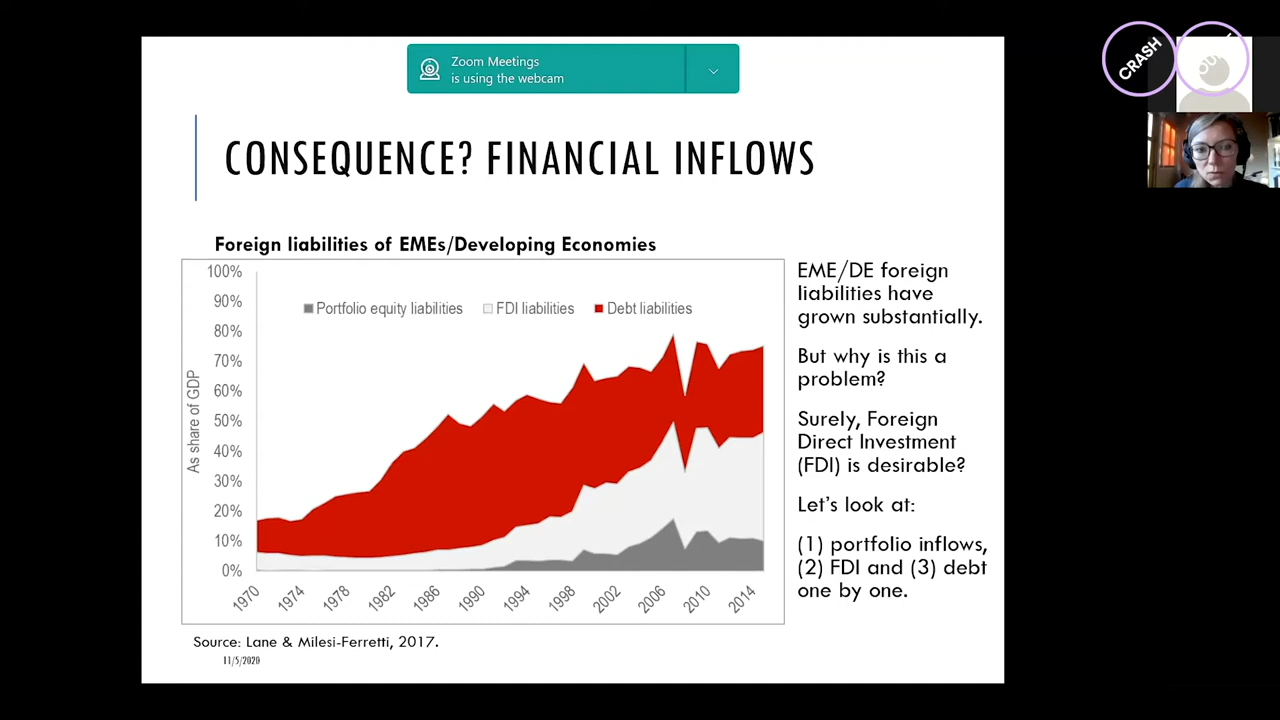 Zoom Meetings
is using the webcam
CRASH
CONSEQUENCE? FINANCIAL INFLOWS
Foreign liabilities of EMEs/Developing Economies
100%
90%
80%
70%
60%
50%
40%
30%
20%
10%
0%
As share of GDP
Portfolio equity liabilities
FDI liabilities
Debt liabilities
1970
1974
1978
1982
1986
1990
1994
1998
2002
2006
2010
2014
EME/DE foreign
liabilities have
grown substantially.
But why is this a
problem?
Surely, Foreign
Direct Investment
(FDI) is desirable?
Let's look at:
(1) portfolio inflows,
(2) FDI and (3) debt
one by one.
Source: Lane & Milesi-Ferretti, 2017.
11/5/2020